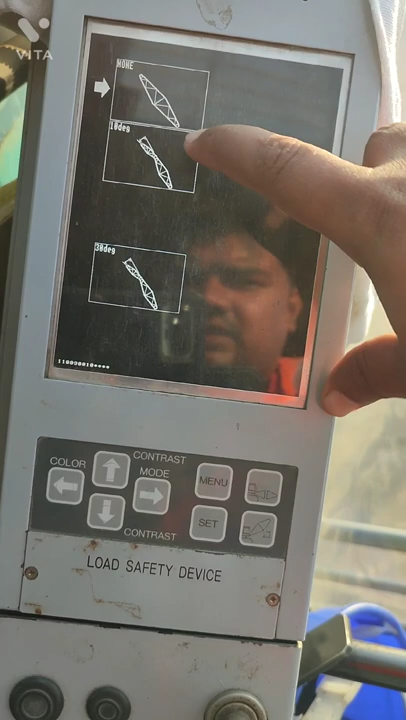 VITA
NONE
10deg
30deg
COLOR
CONTRAST
MODE
MENU
SET
CONTRAST
LOAD SAFETY DEVICE